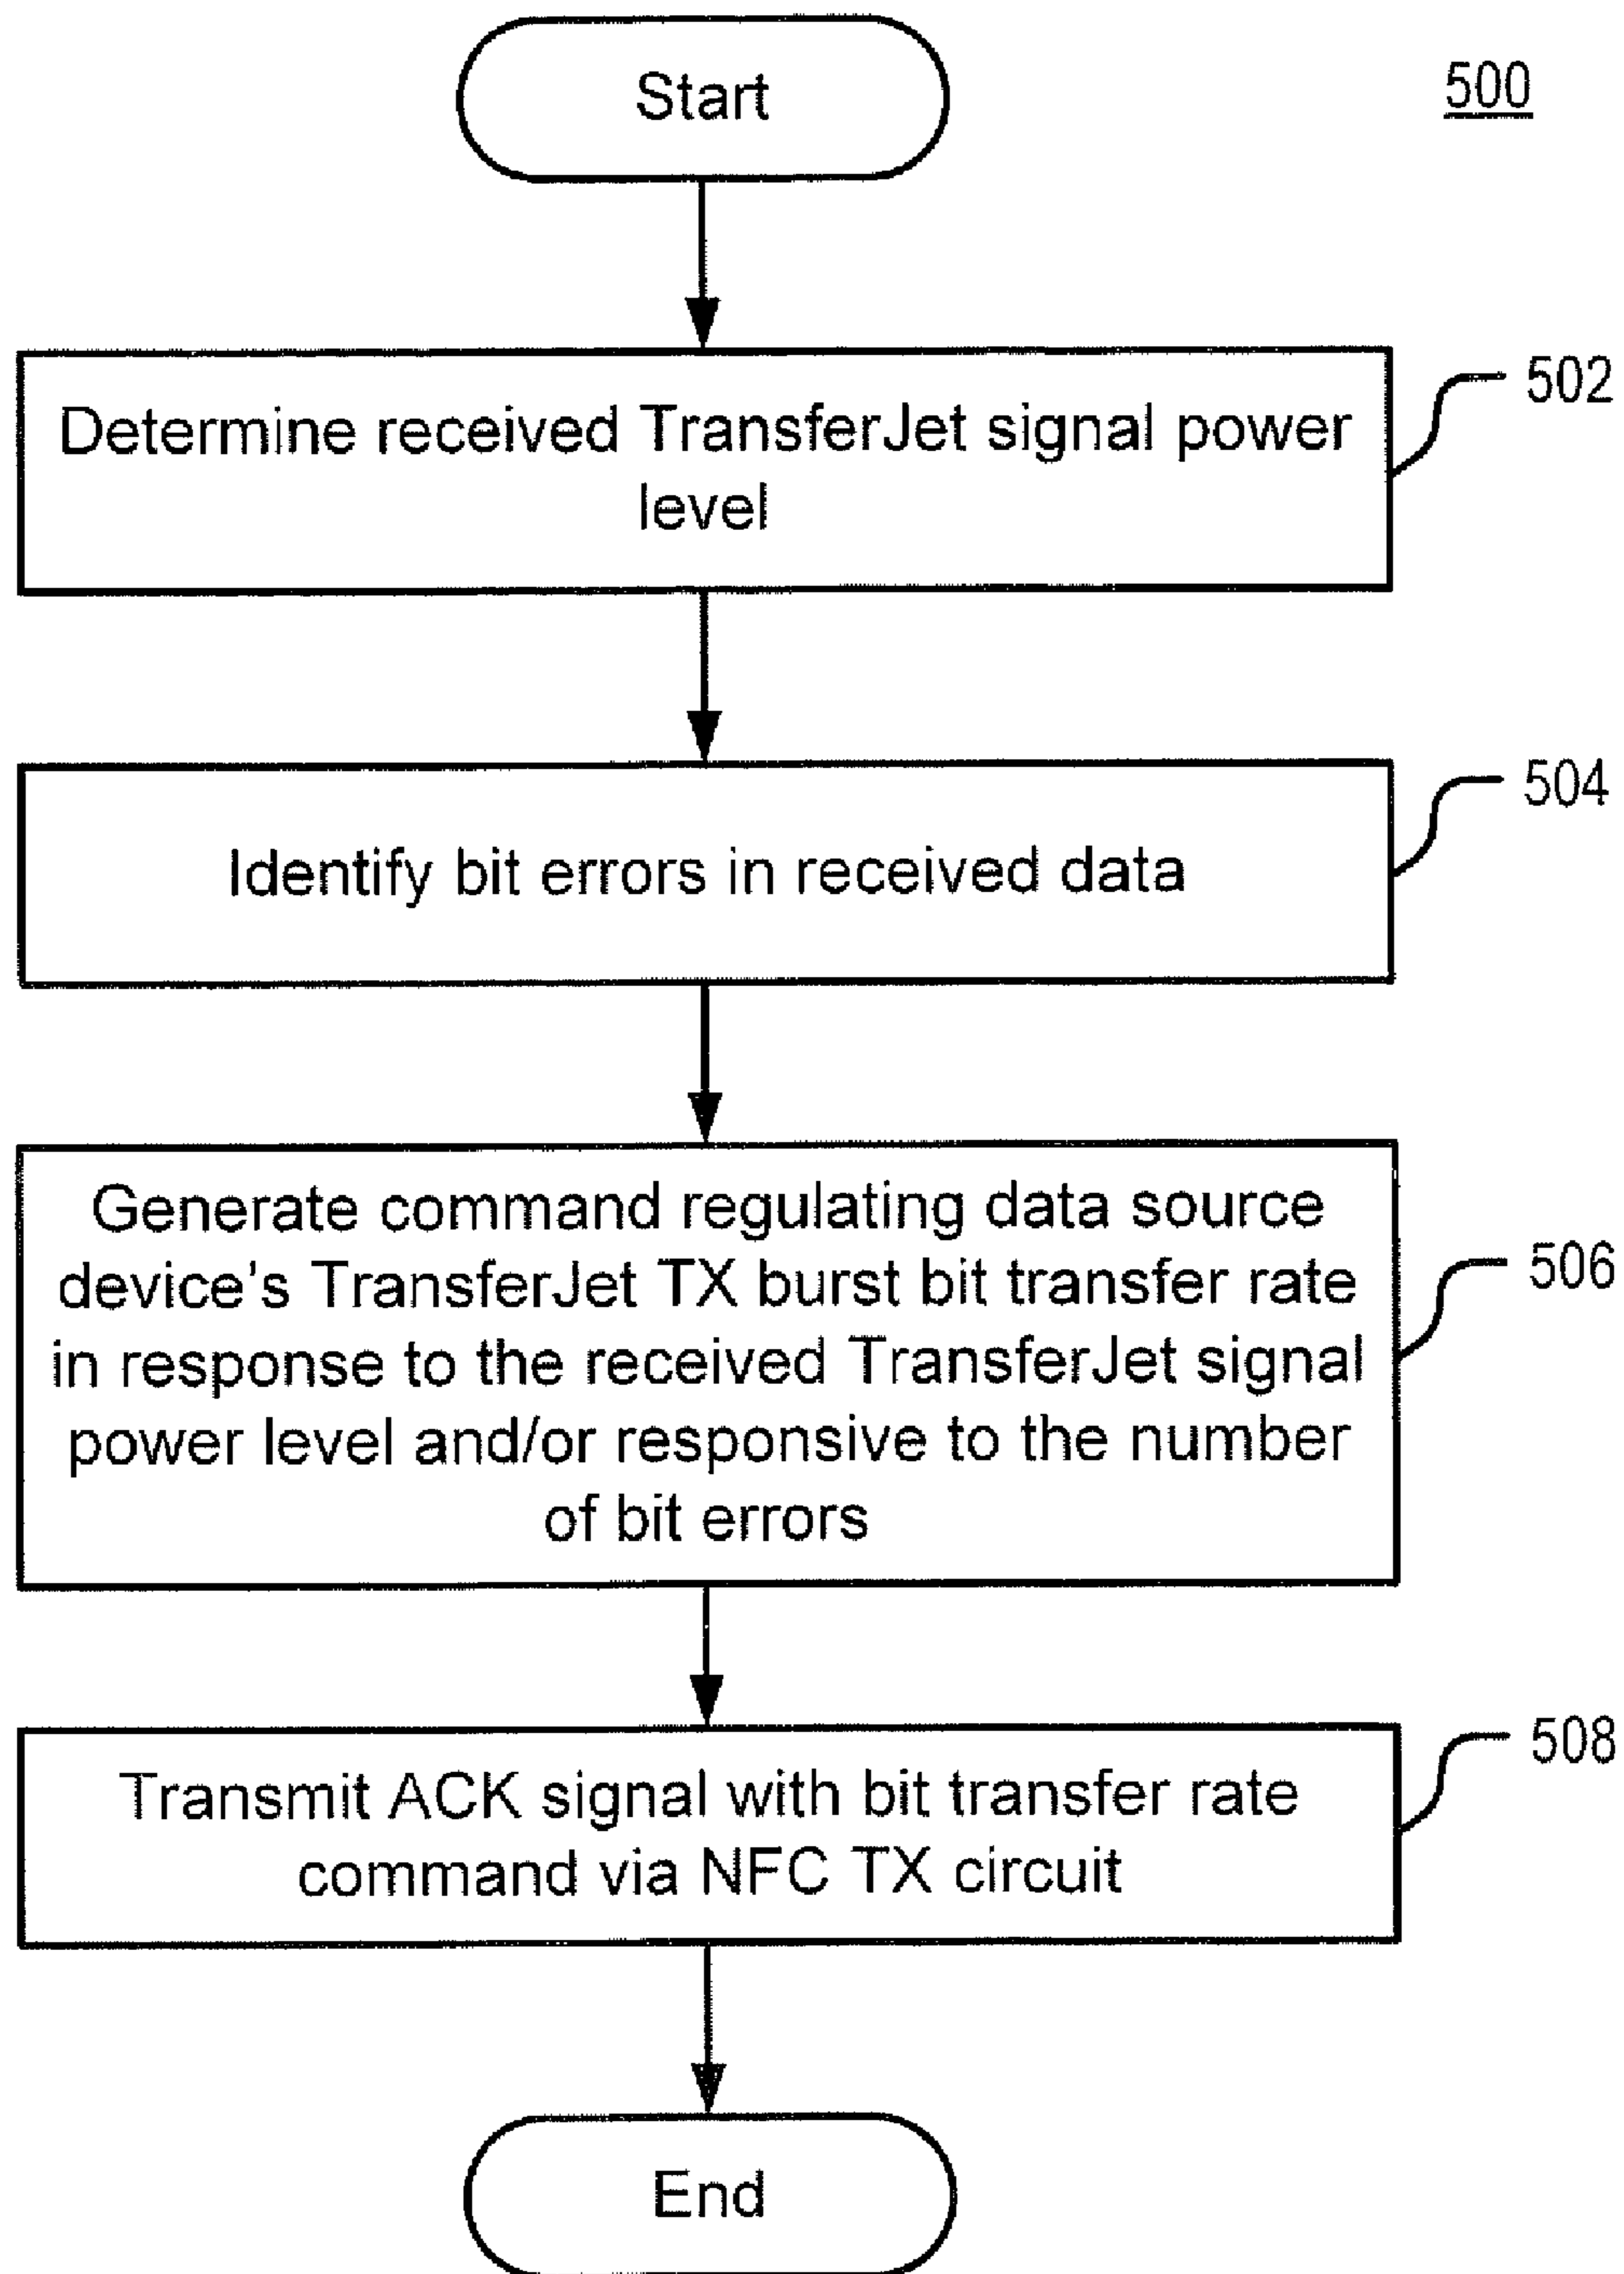 Start
500
Determine received TransferJet signal power
level
502
Identify bit errors in received data
504
Generate command regulating data source
device's TransferJet TX burst bit transfer rate
in response to the received TransferJet signal
power level and/or responsive to the number
of bit errors
506
Transmit ACK signal with bit transfer rate
command via NFC TX circuit
508
End